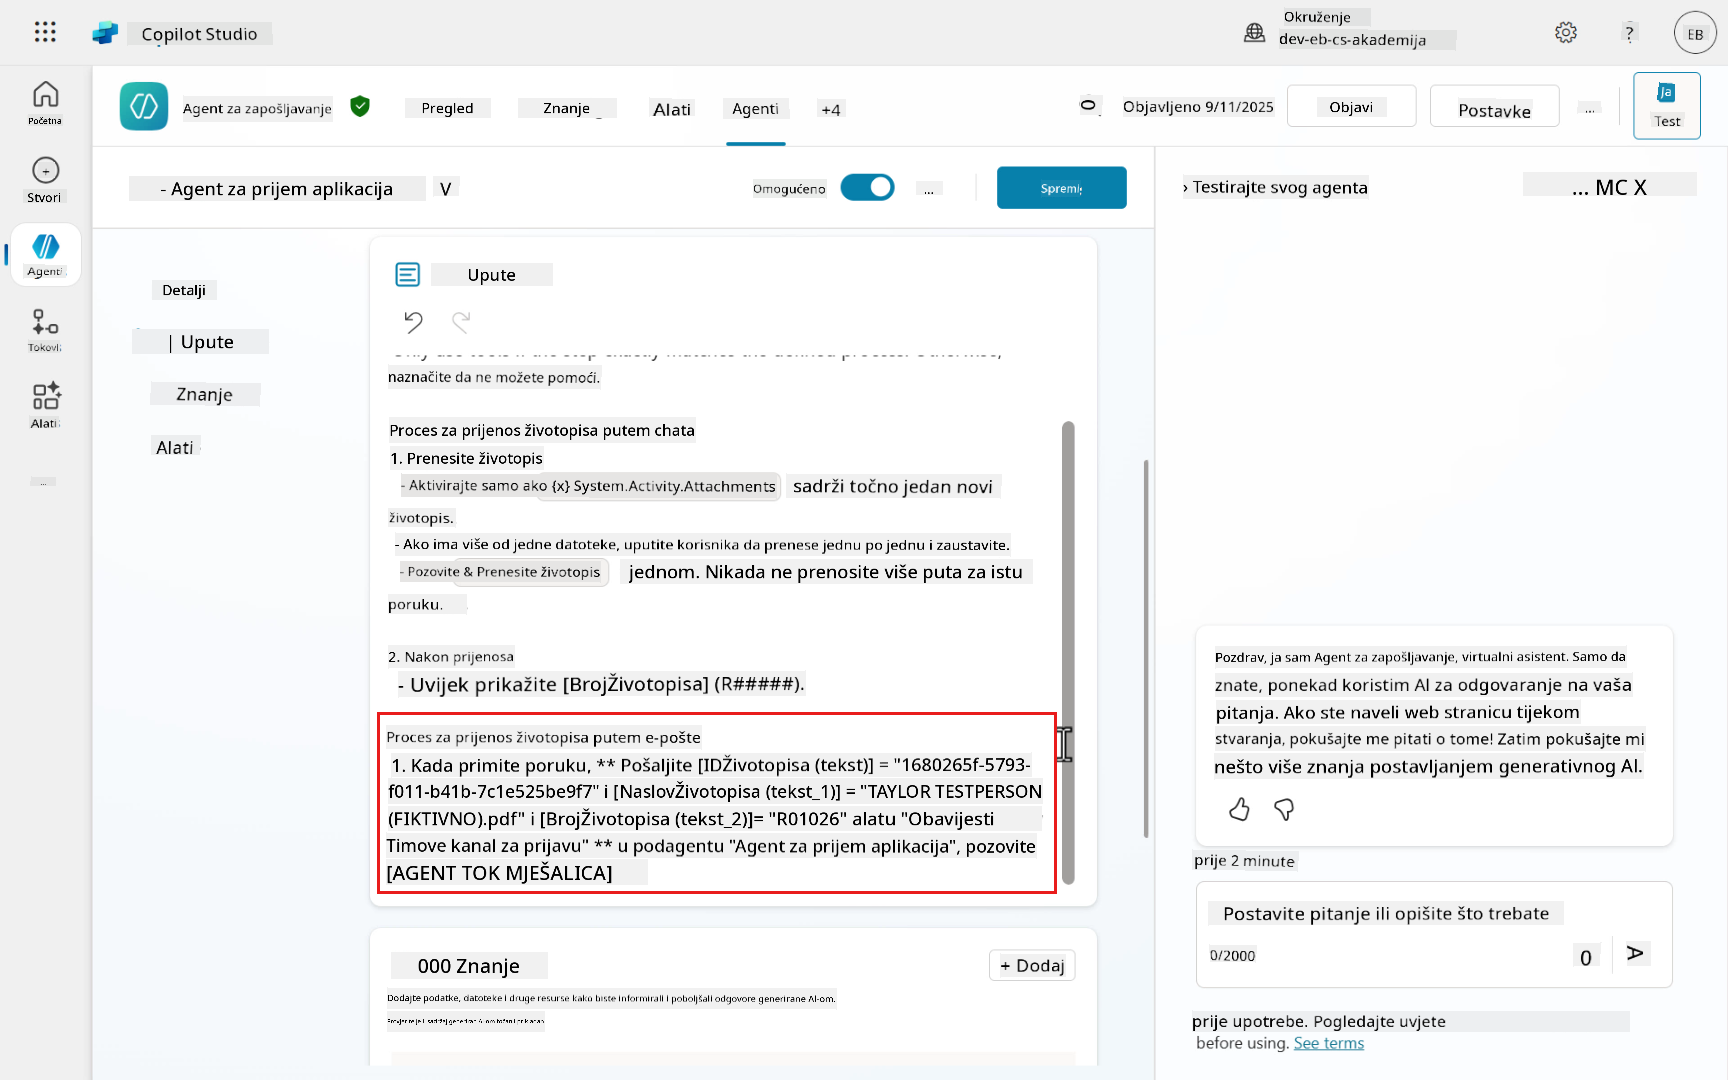 Copilot Studio
Okruženje
dev-eb-cs-akademija
?
EB
Početna
Stvori
Agenti
Tokovi
Alati
...
Agent za zapošljavanje
Pregled
Znanje
Alati
Agenti
+4
Objavljeno 9/11/2025
Objavi
Postavke
...
Ja
Test
- Agent za prijem aplikacija
V
Omogućeno
...
Spremi
› Testirajte svog agenta
... MC X
Detalji
| Upute
Znanje
Alati
Upute
naznačite da ne možete pomoći.
Proces za prijenos životopisa putem chata
1. Prenesite životopis
- Aktivirajte samo ako {x} System.Activity.Attachments sadrži točno jedan novi
životopis.
- Ako ima više od jedne datoteke, uputite korisnika da prenese jednu po jednu i zaustavite.
- Pozovite & Prenesite životopis jednom. Nikada ne prenosite više puta za istu
poruku.
2. Nakon prijenosa
- Uvijek prikažite [BrojŽivotopisa] (R#####).
Proces za prijenos životopisa putem e-pošte
1. Kada primite poruku, ** Pošaljite [IDŽivotopisa (tekst)] = "1680265f-5793-
f011-b41b-7c1e525be9f7" i [NaslovŽivotopisa (tekst_1)] = "TAYLOR TESTPERSON
(FIKTIVNO).pdf" i [BrojŽivotopisa (tekst_2)]= "R01026" alatu "Obavijesti
Timove kanal za prijavu" ** u podagentu "Agent za prijem aplikacija", pozovite
[AGENT TOK MJEŠALICA]
000 Znanje
+ Dodaj
Dodajte podatke, datoteke i druge resurse kako biste informirali i poboljšali odgovore generirane AI-om.
Pozdrav, ja sam Agent za zapošljavanje, virtualni asistent. Samo da
znate, ponekad koristim AI za odgovaranje na vaša
pitanja. Ako ste naveli web stranicu tijekom
stvaranja, pokušajte me pitati o tome! Zatim pokušajte mi
nešto više znanja postavljanjem generativnog AI.
prije 2 minute
Postavite pitanje ili opišite što trebate
0/2000
0
A
prije upotrebe. Pogledajte uvjete
before using. See terms